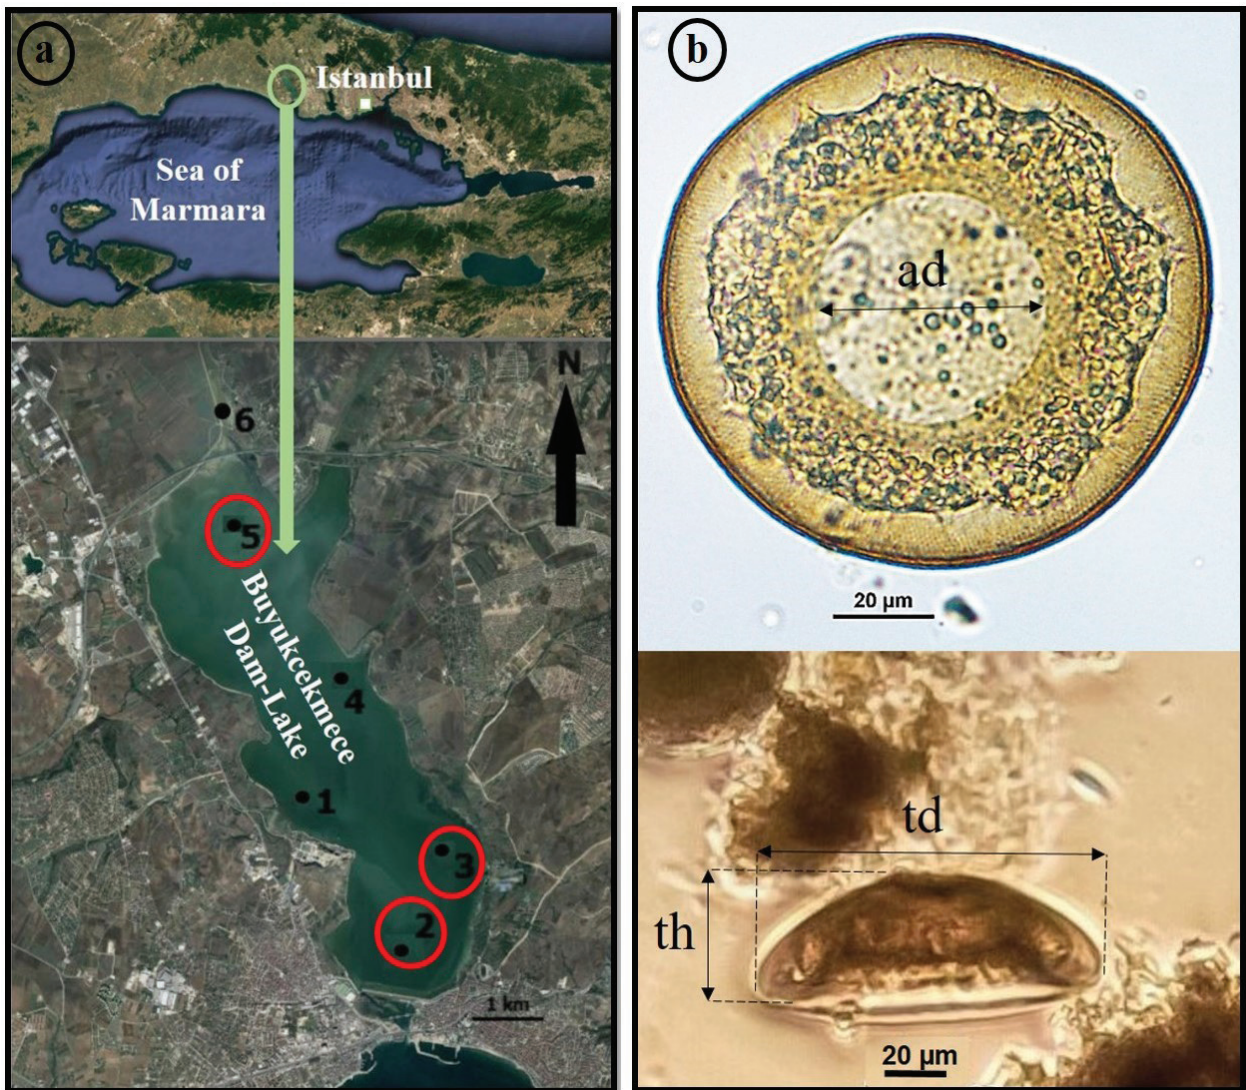 a
Istanbul
Sea of
Marmara
N
6
5
Buyukcekmece
Dam-Lake
4
1
3
2
1 km
b
ad
20 µm
td
th
20 µm